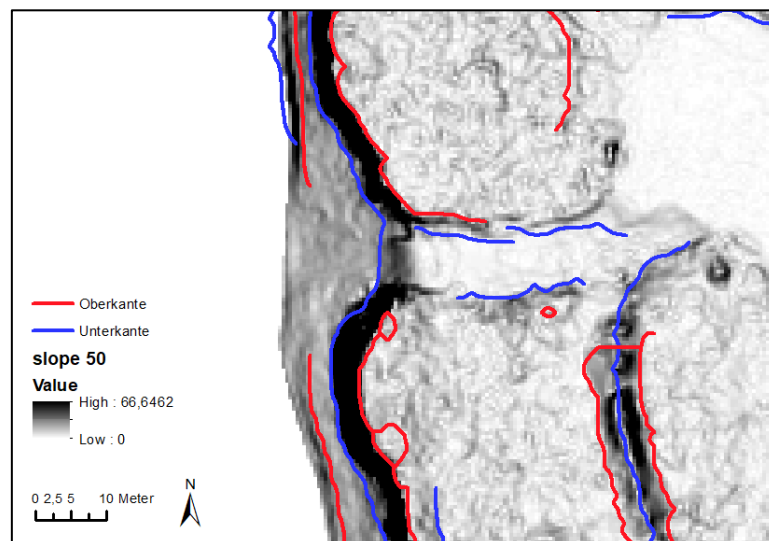 Oberkante
Unterkante
slope 50
Value
High : 66,6462
Low : 0
0 2,5 5 10 Meter
N